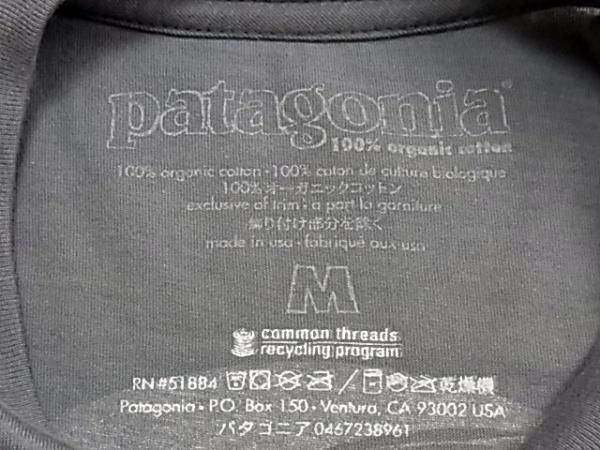 patagonia®
100% organic cotton
100% organic cotton • 100% coton de culture biologique
100%オーガニックコットン
exclusive of trim • a part la garniture
飾り付け部分を除く
made in usa • fabriqué aux usa
M
common threads
recycling program
RN #51884 / 乾燥機
Patagonia • P.O. Box 150 • Ventura, CA 93002 USA
パタゴニア 0467238961